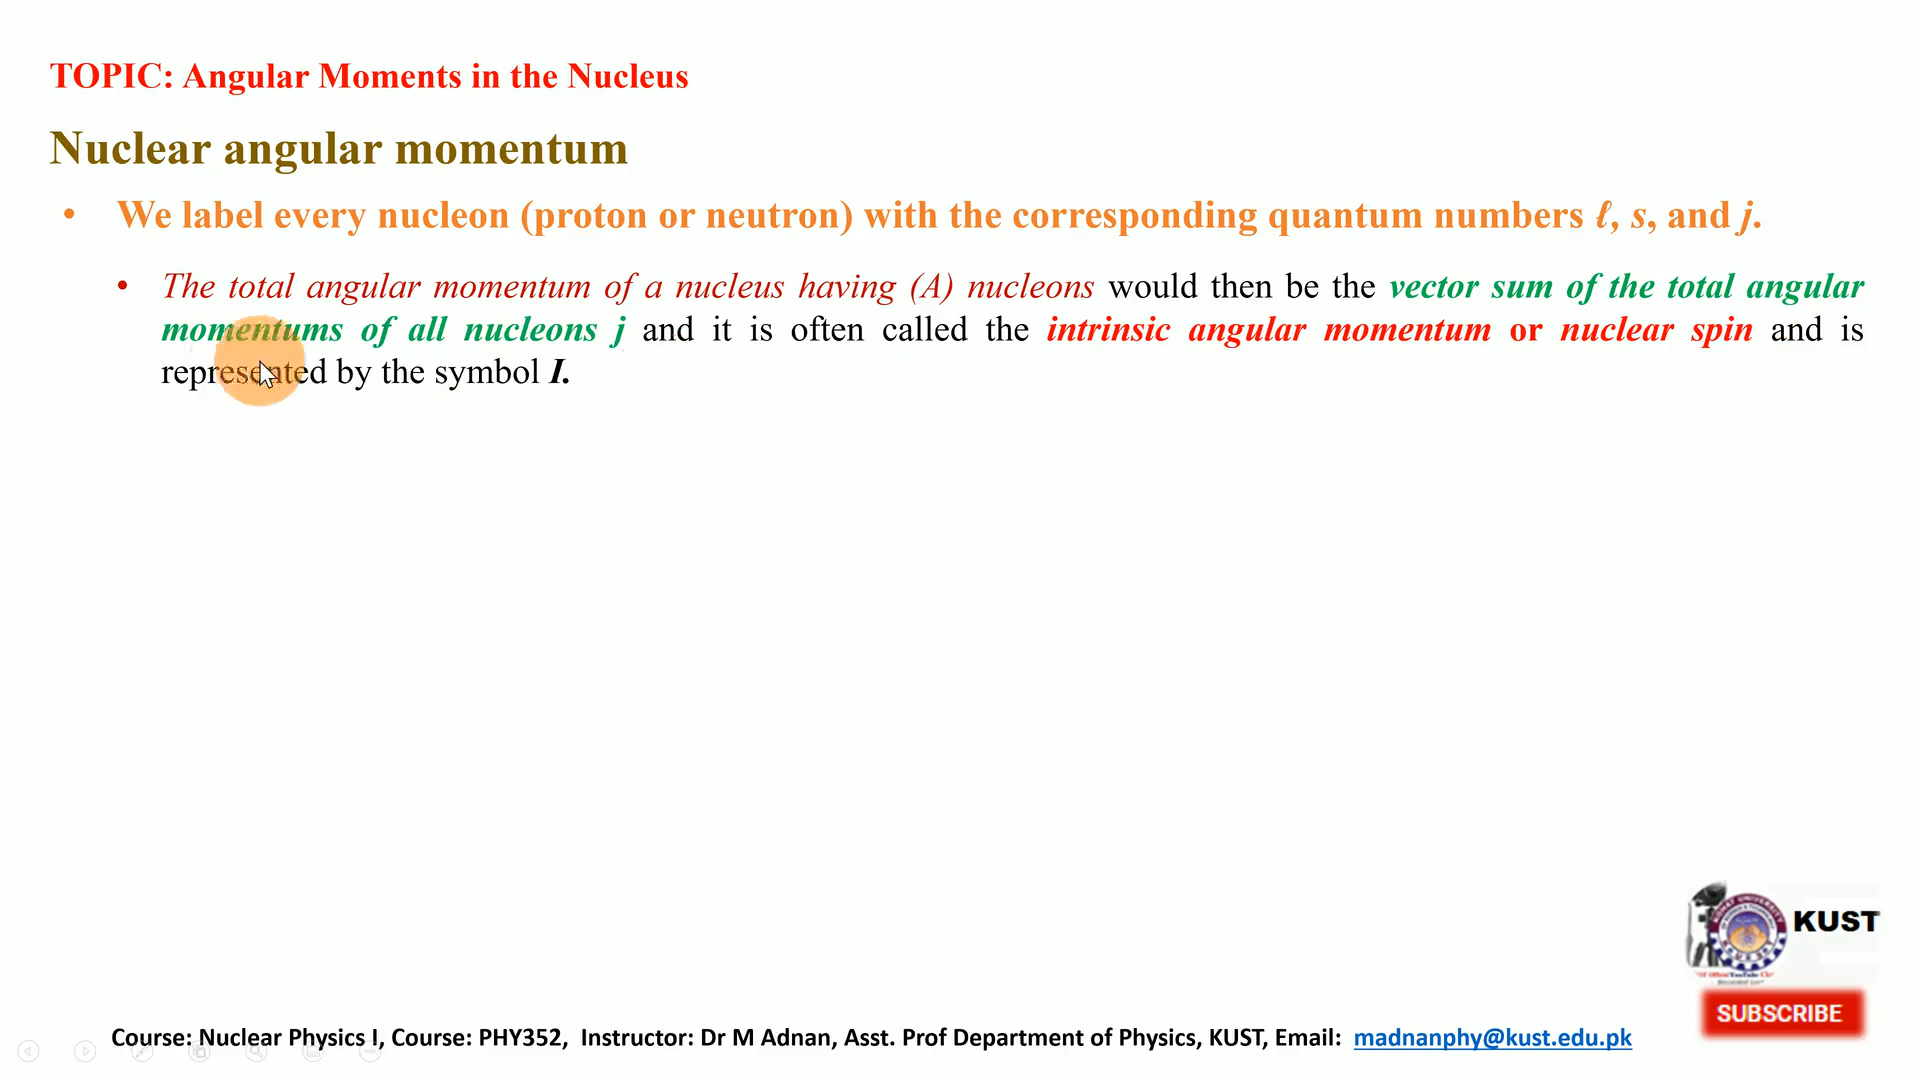 TOPIC: Angular Moments in the Nucleus
Nuclear angular momentum
• We label every nucleon (proton or neutron) with the corresponding quantum numbers ℓ, s, and j.
• The total angular momentum of a nucleus having (A) nucleons would then be the vector sum of the total angular
momentums of all nucleons j and it is often called the intrinsic angular momentum or nuclear spin and is
represented by the symbol I.
KUST
SUBSCRIBE
Course: Nuclear Physics I, Course: PHY352, Instructor: Dr M Adnan, Asst. Prof Department of Physics, KUST, Email: madnanphy@kust.edu.pk